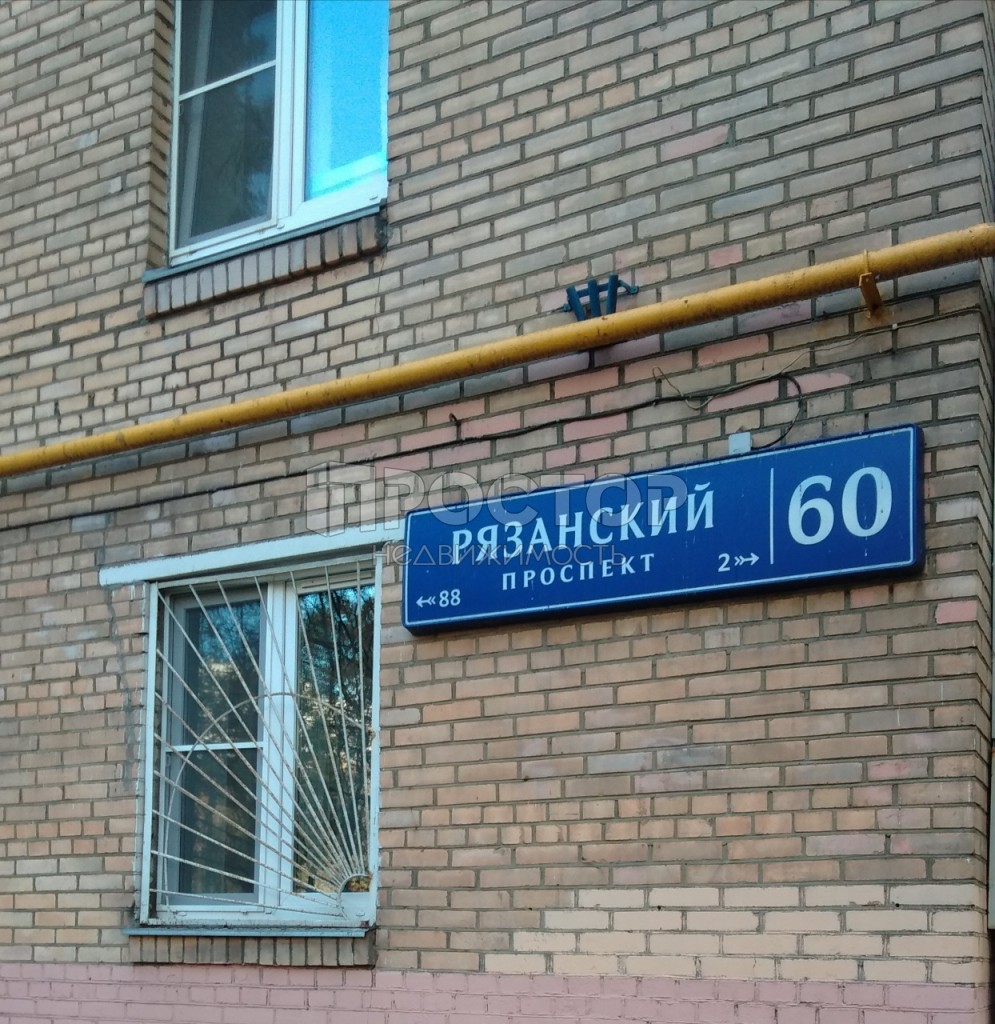 РЯЗАНСКИЙ
ПРОСПЕКТ
60
88
2
ПРОСТОР
недвижимость